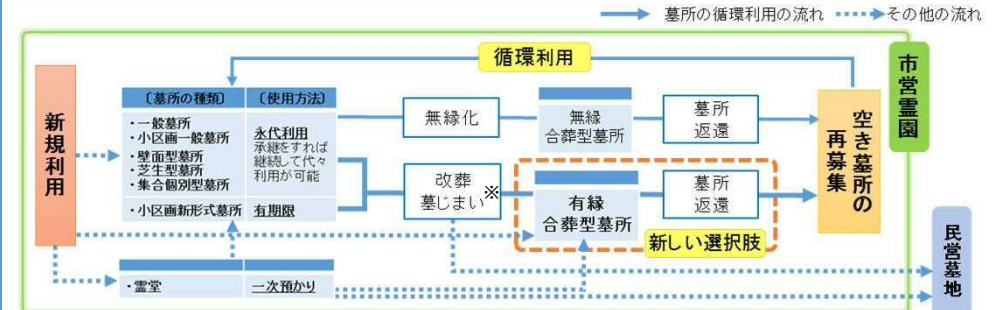 墓所の循環利用の流れ
その他の流れ
市営霊園
循環利用
新規利用
〔墓所の種類〕
〔使用方法〕
・一般墓所
・小区画一般墓所
・壁面型墓所
・芝生型墓所
・集合個別型墓所
・小区画新形式墓所
永代利用
承継をすれば
継続して代々
利用が可能
有期限
無縁化
無縁
合葬型墓所
墓所
返還
改葬
墓じまい※
有縁
合葬型墓所
墓所
返還
新しい選択肢
空き墓所の
再募集
・霊堂
一次預かり
民営墓地